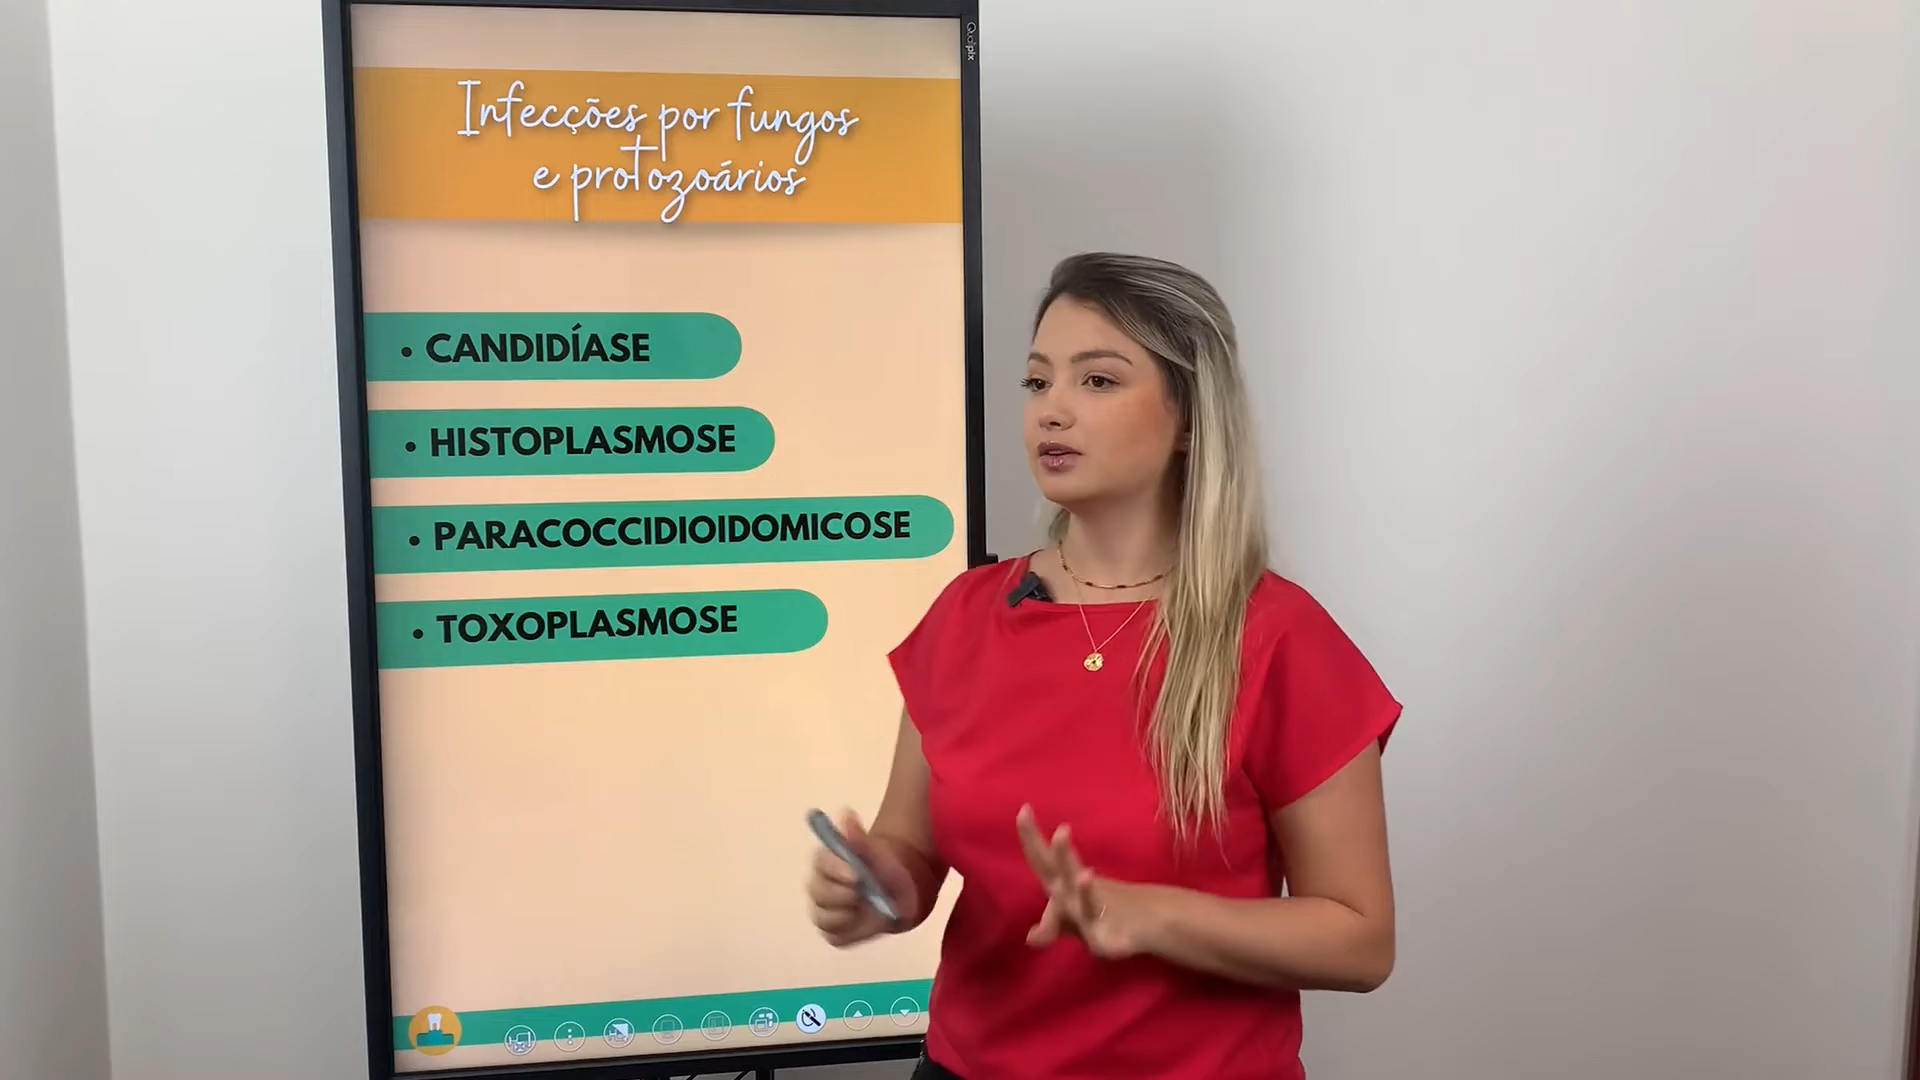 Infecções por fungos
e protozoários
• CANDIDÍASE
• HISTOPLASMOSE
• PARACOCCIDIOIDOMICOSE
• TOXOPLASMOSE